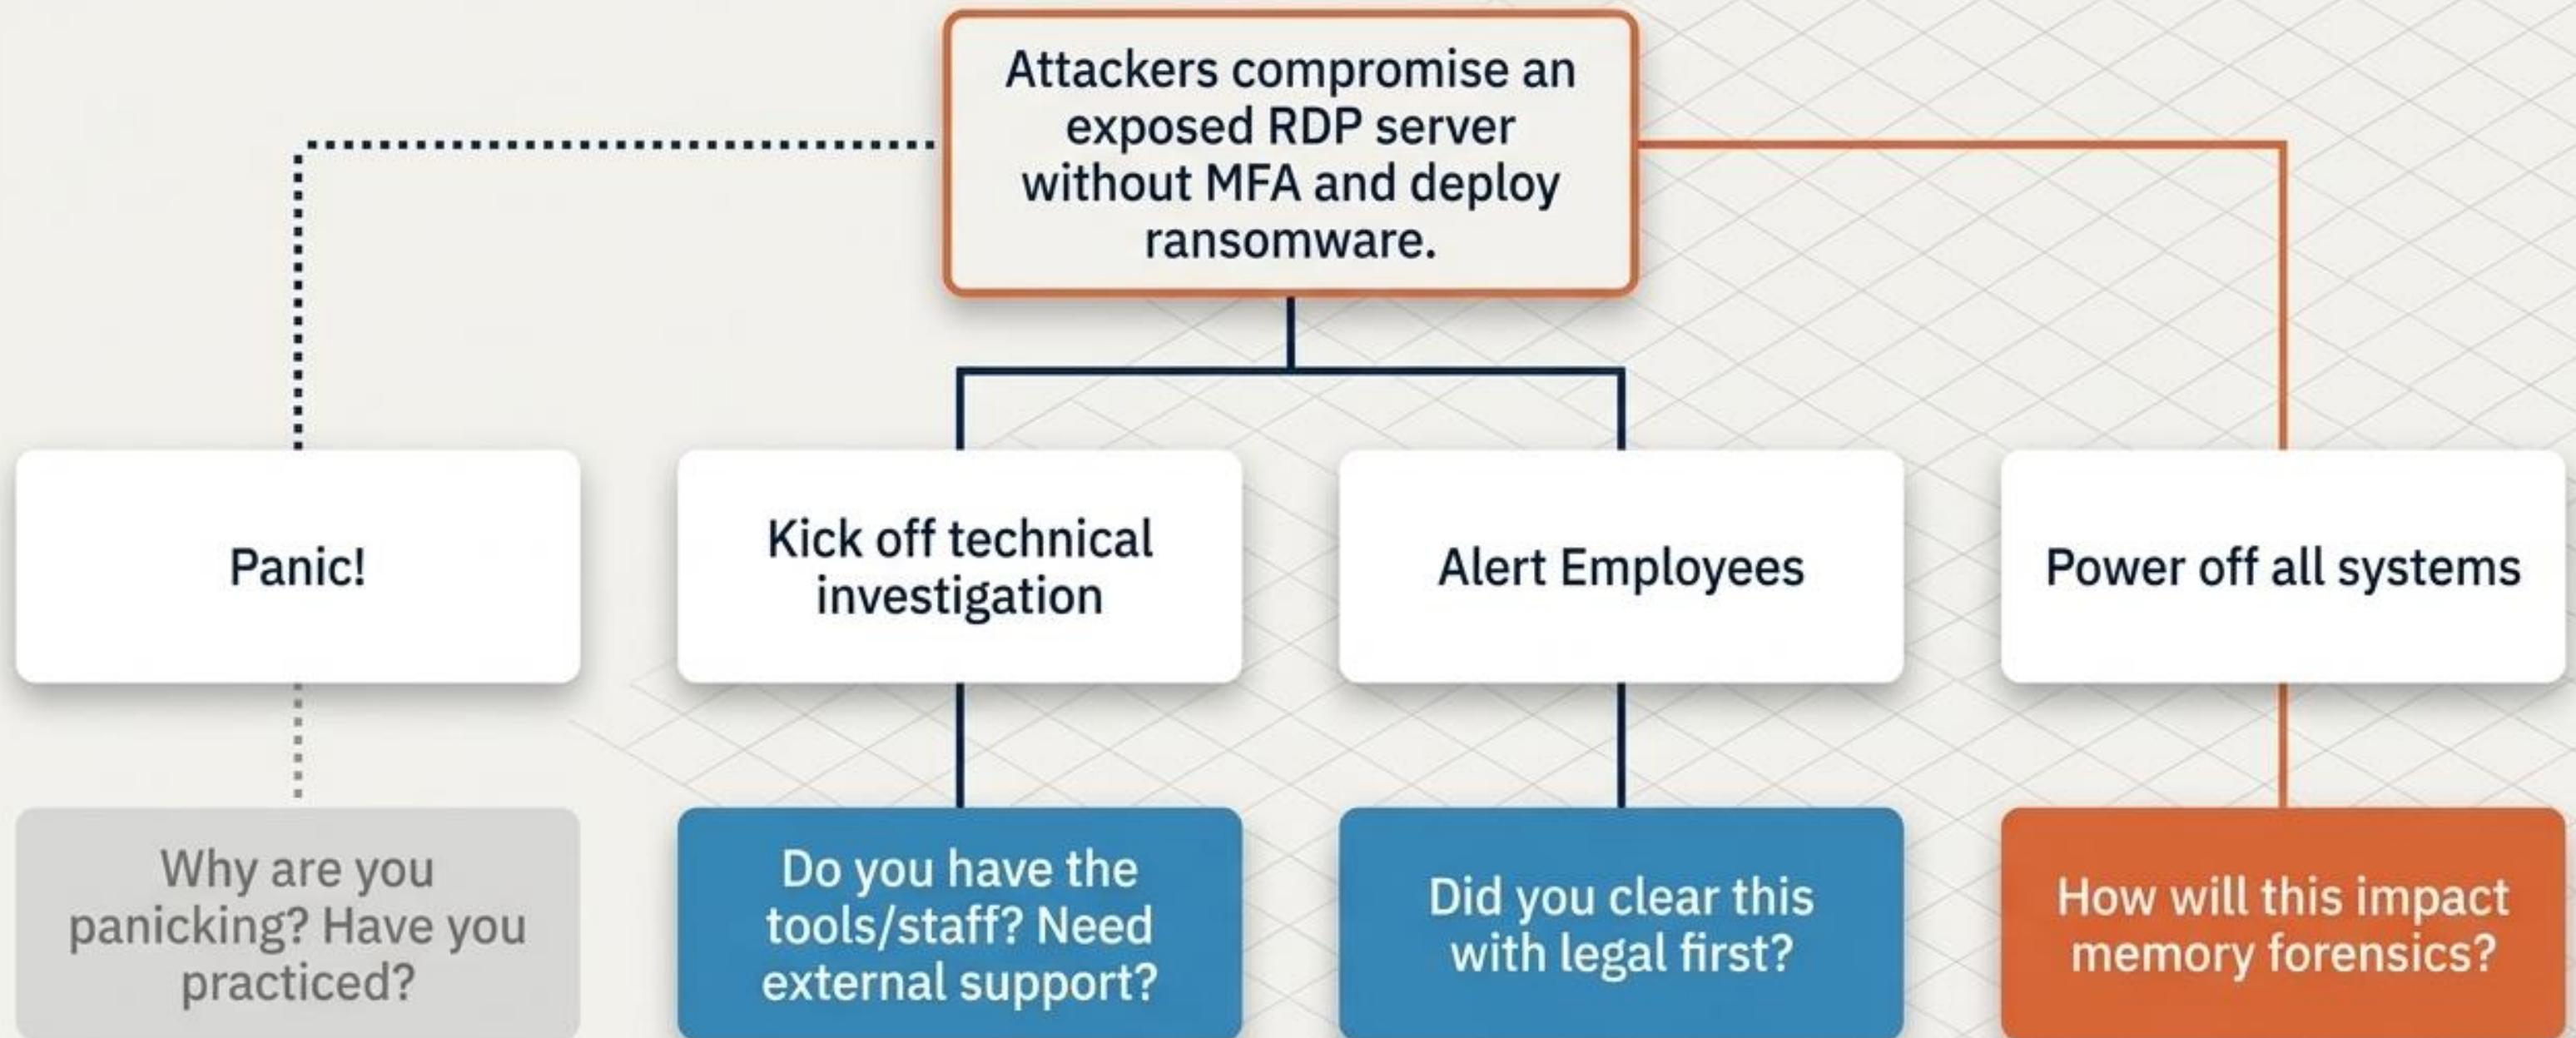 Attackers compromise an
exposed RDP server
without MFA and deploy
ransomware.
Panic!
Kick off technical
investigation
Alert Employees
Power off all systems
Why are you
panicking? Have you
practiced?
Do you have the
tools/staff? Need
external support?
Did you clear this
with legal first?
How will this impact
memory forensics?